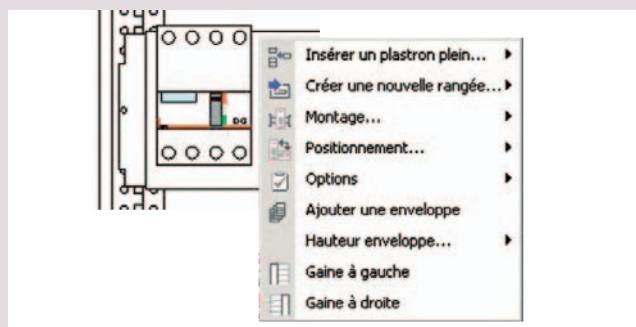 Insérer un plastron plein...
Créer une nouvelle rangée...
Montage...
Positionnement...
Options
Ajouter une enveloppe
Hauteur enveloppe...
Gaine à gauche
Gaine à droite